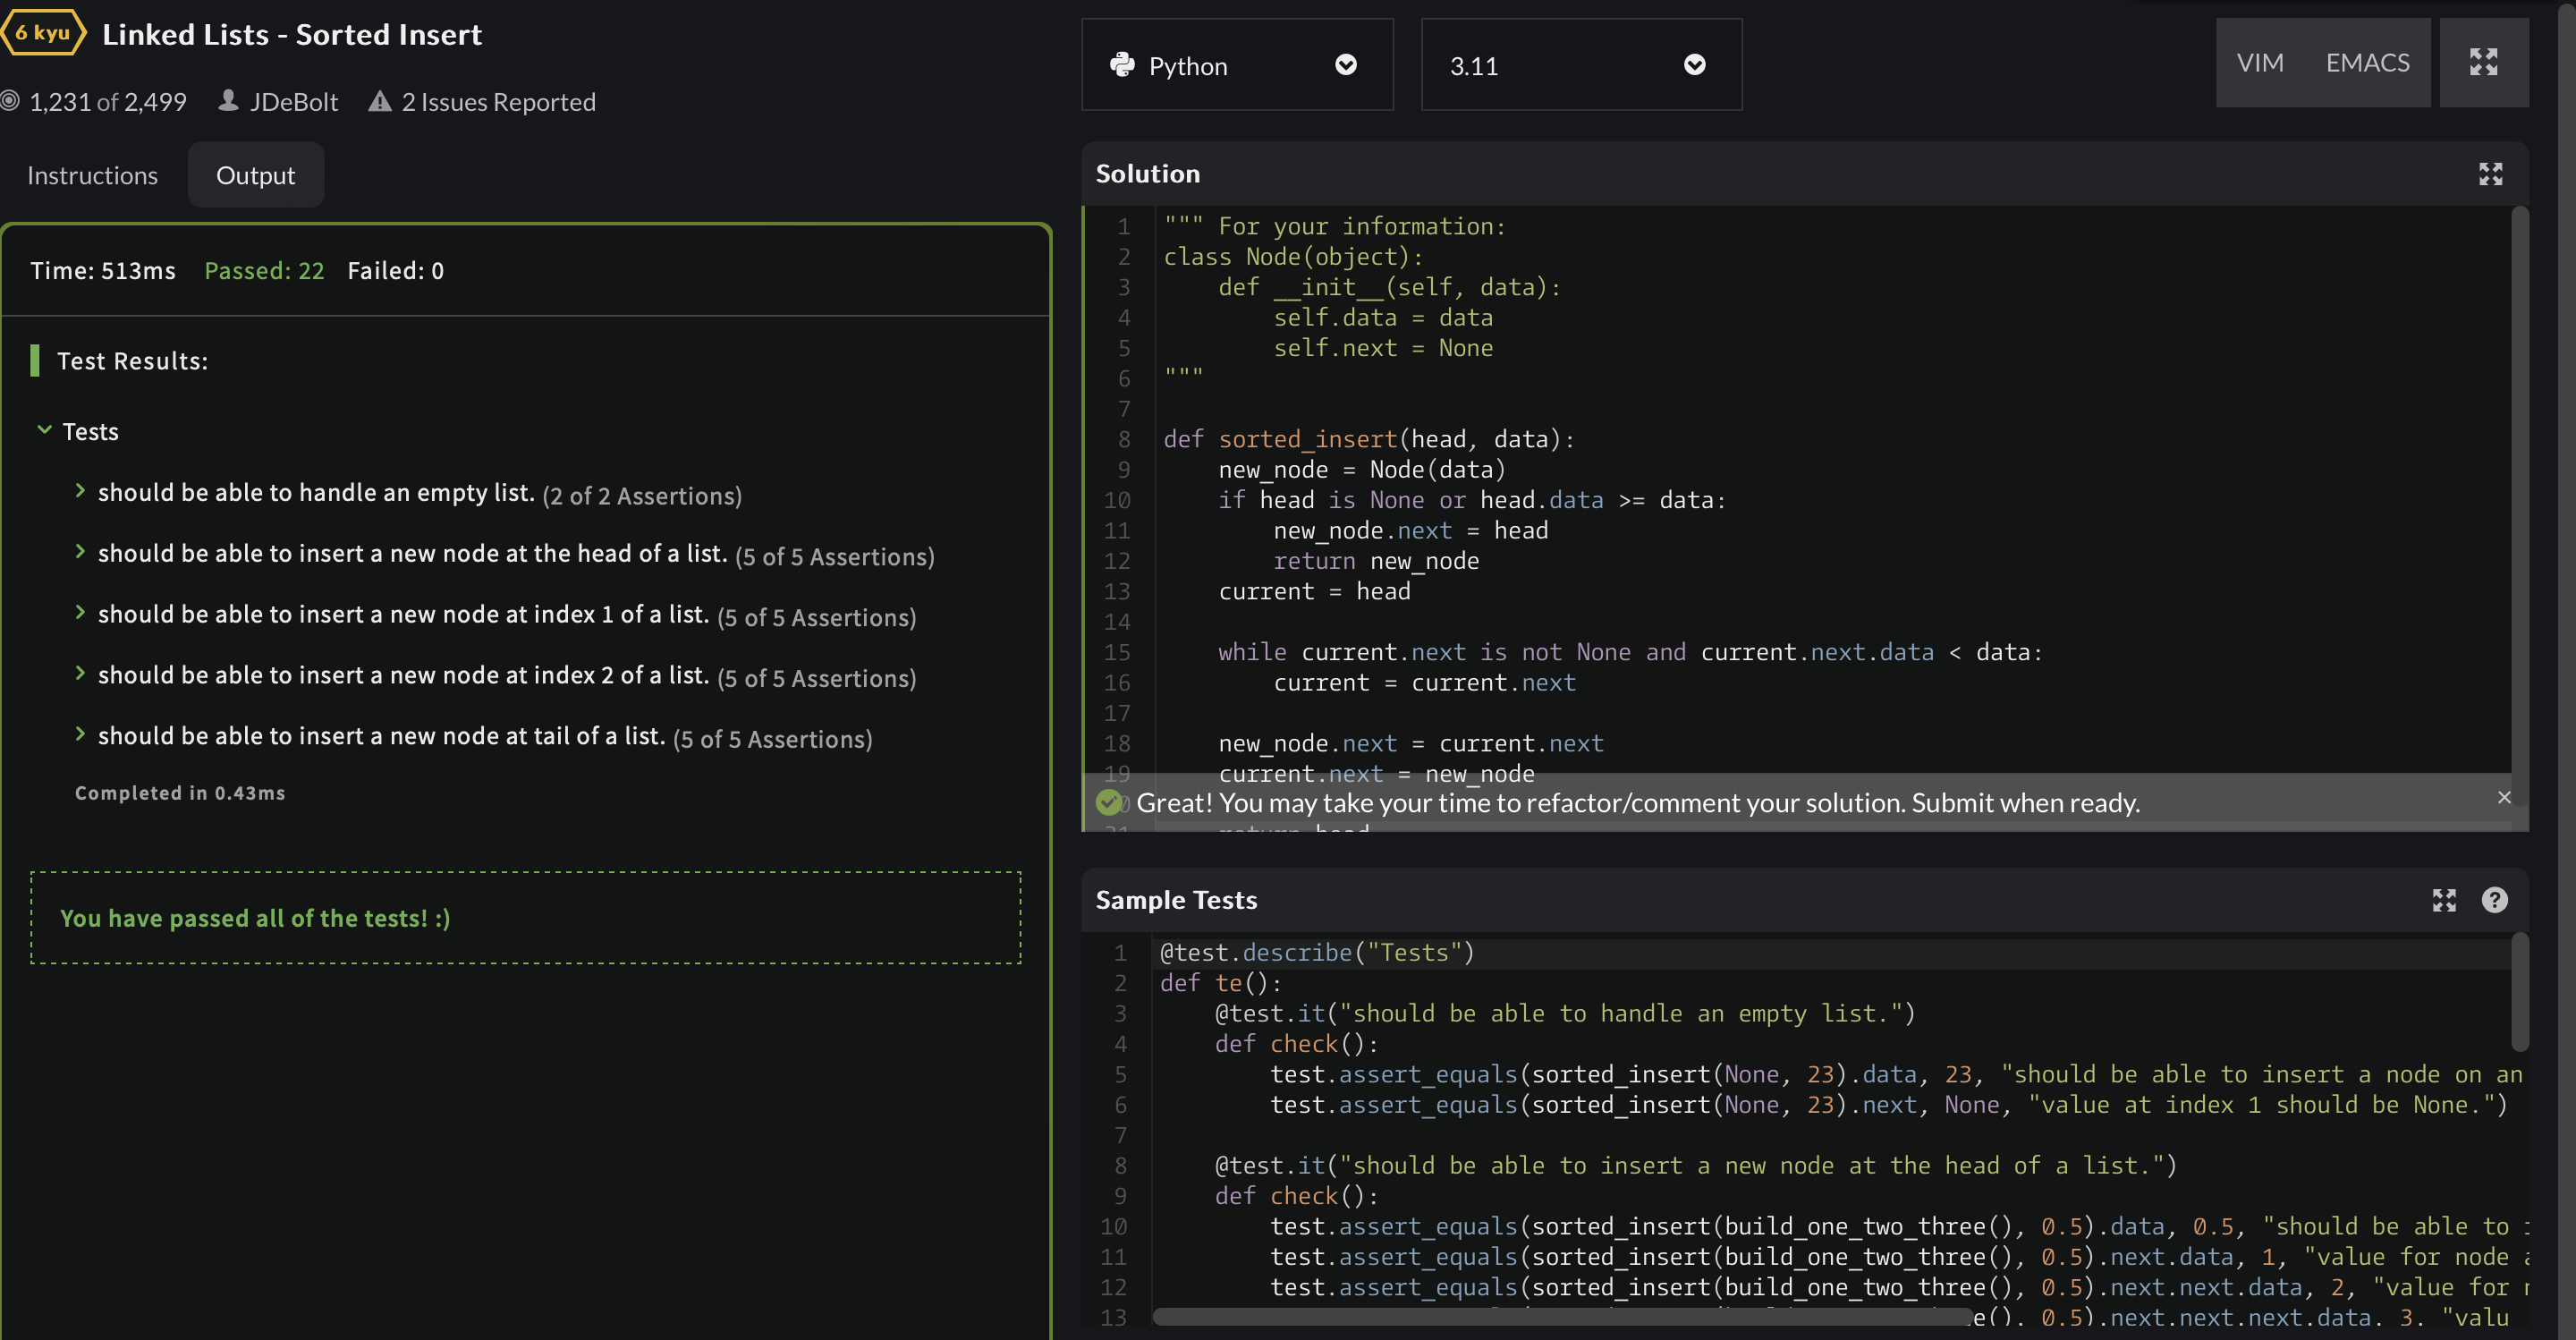 6 kyu
Linked Lists - Sorted Insert
1,231 of 2,499 JDeBolt 2 Issues Reported
Instructions Output
Time: 513ms Passed: 22 Failed: 0
Test Results:
Tests
should be able to handle an empty list. (2 of 2 Assertions)
should be able to insert a new node at the head of a list. (5 of 5 Assertions)
should be able to insert a new node at index 1 of a list. (5 of 5 Assertions)
should be able to insert a new node at index 2 of a list. (5 of 5 Assertions)
should be able to insert a new node at tail of a list. (5 of 5 Assertions)
Completed in 0.43ms
You have passed all of the tests! :)
Python
3.11
VIM EMACS
Solution
1 """ For your information:
2 class Node(object):
3 def __init__(self, data):
4 self.data = data
5 self.next = None
6 """
7
8 def sorted_insert(head, data):
9 new_node = Node(data)
10 if head is None or head.data >= data:
11 new_node.next = head
12 return new_node
13 current = head
14
15 while current.next is not None and current.next.data < data:
16 current = current.next
17
18 new_node.next = current.next
19 current.next = new_node
Great! You may take your time to refactor/comment your solution. Submit when ready.
21 return head
Sample Tests
1 @test.describe("Tests")
2 def te():
3 @test.it("should be able to handle an empty list.")
4 def check():
5 test.assert_equals(sorted_insert(None, 23).data, 23, "should be able to insert a node on an
6 test.assert_equals(sorted_insert(None, 23).next, None, "value at index 1 should be None.")
7
8 @test.it("should be able to insert a new node at the head of a list.")
9 def check():
10 test.assert_equals(sorted_insert(build_one_two_three(), 0.5).data, 0.5, "should be able to
11 test.assert_equals(sorted_insert(build_one_two_three(), 0.5).next.data, 1, "value for node
12 test.assert_equals(sorted_insert(build_one_two_three(), 0.5).next.next.data, 2, "value for
13 e(), 0.5).next.next.next.data, 3, "valu